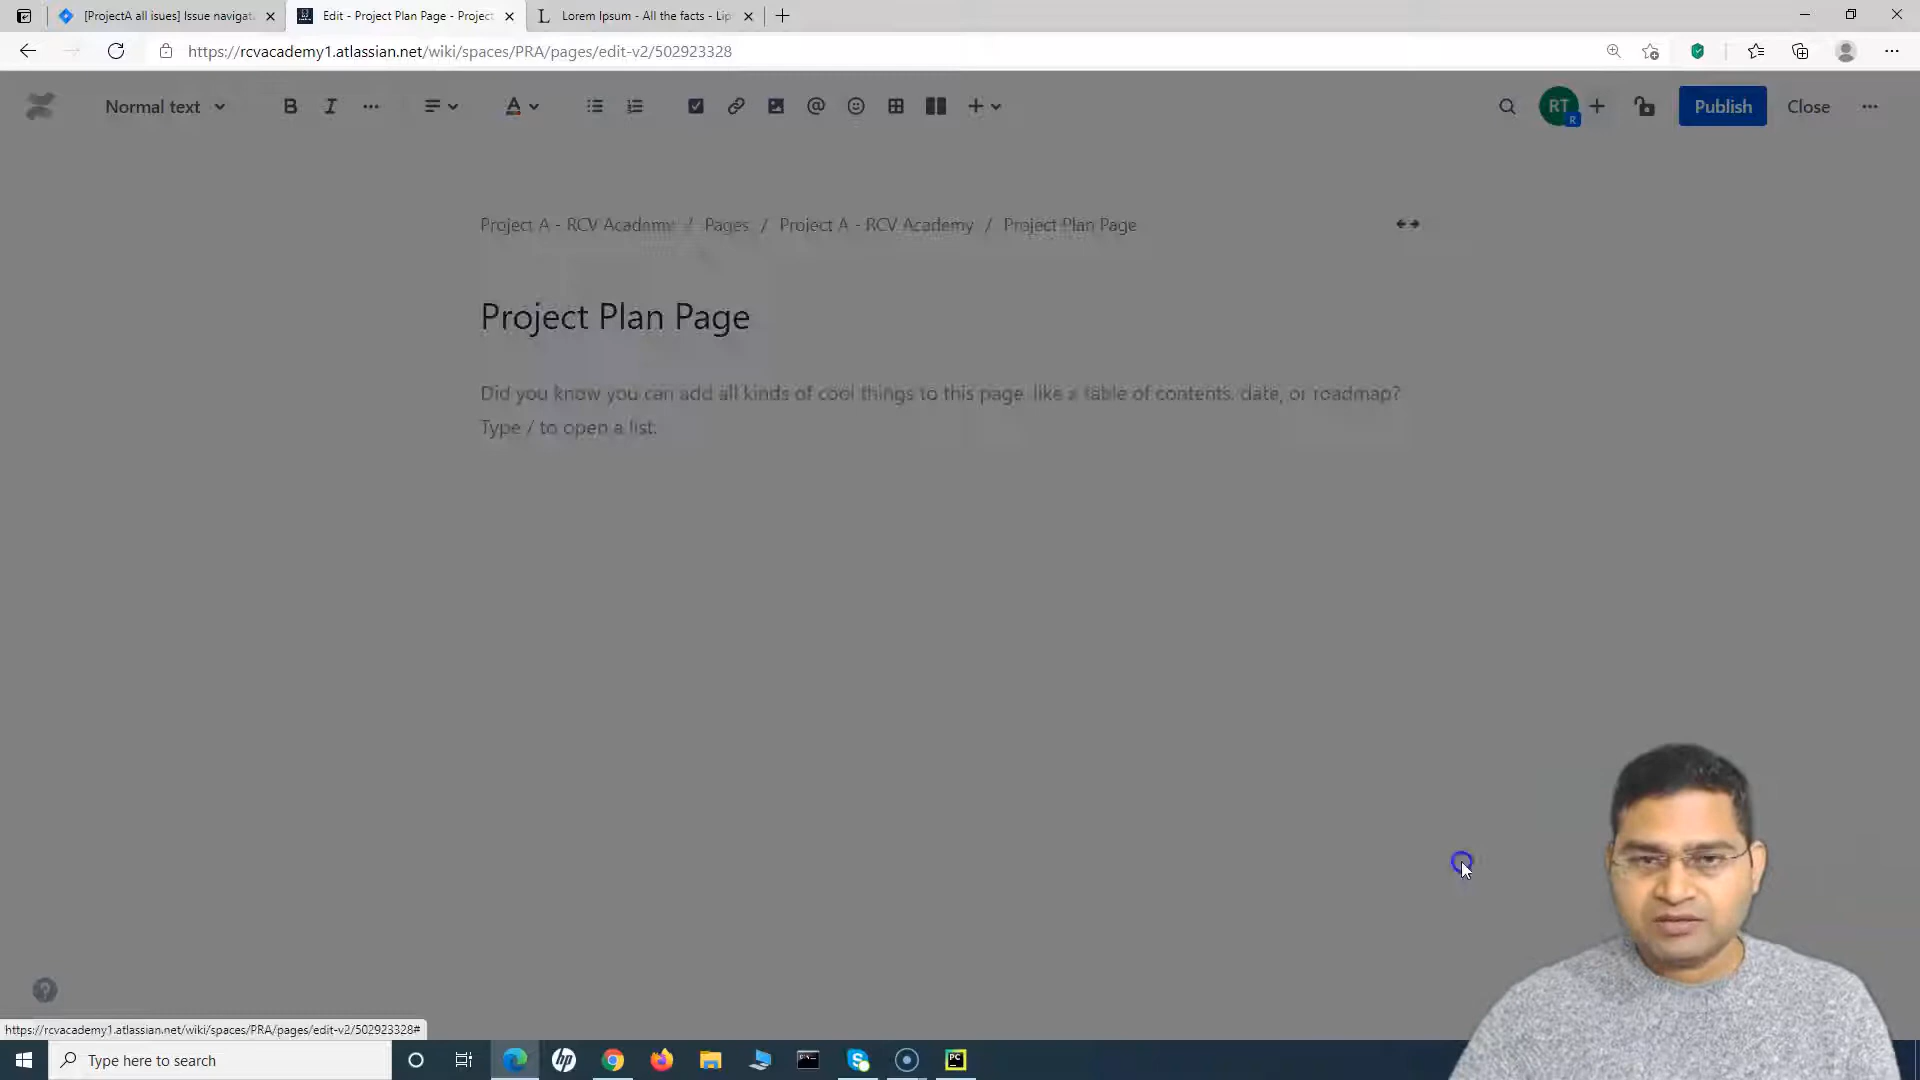 [ProjectA all isues] Issue navigat
Edit - Project Plan Page - Project
Lorem Ipsum - All the facts - Lip
https://rcvacademy1.atlassian.net/wiki/spaces/PRA/pages/edit-v2/502923328
Normal text
B I
A
@
RT
R
Publish
Close
Project A - RCV Academy / Pages / Project A - RCV Academy / Project Plan Page
Project Plan Page
Did you know you can add all kinds of cool things to this page, like a table of contents, date, or roadmap?
Type / to open a list.
https://rcvacademy1.atlassian.net/wiki/spaces/PRA/pages/edit-v2/502923328#
Type here to search
hp
PC